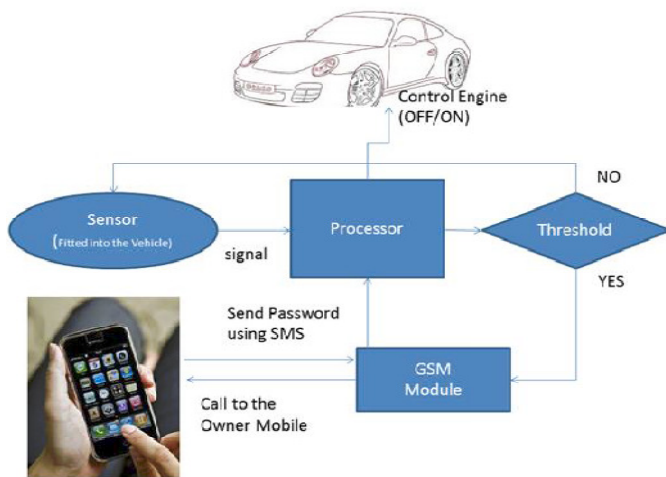 Control Engine
(OFF/ON)
NO
Sensor
(Fitted into the Vehicle)
Processor
Threshold
signal
YES
Send Password
using SMS
GSM
Module
Call to the
Owner Mobile